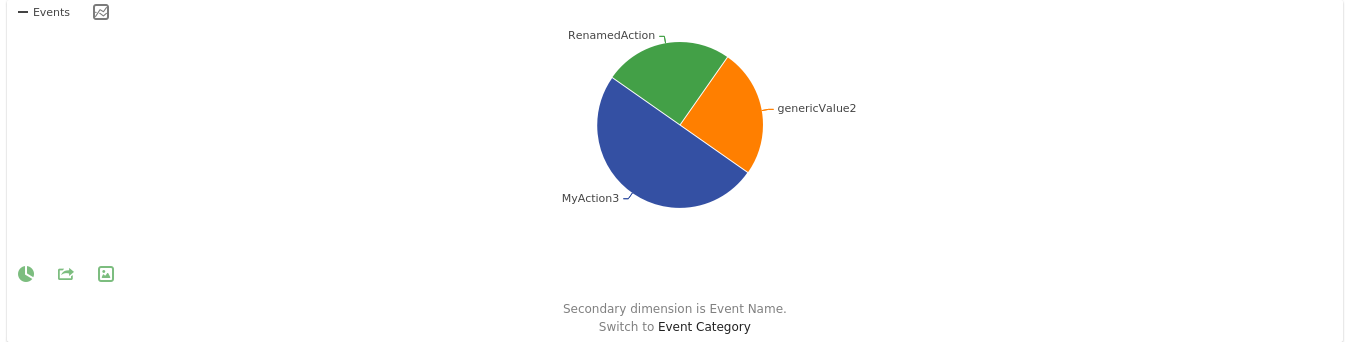 Events
RenamedAction
genericValue2
MyAction3
Secondary dimension is Event Name.
Switch to Event Category